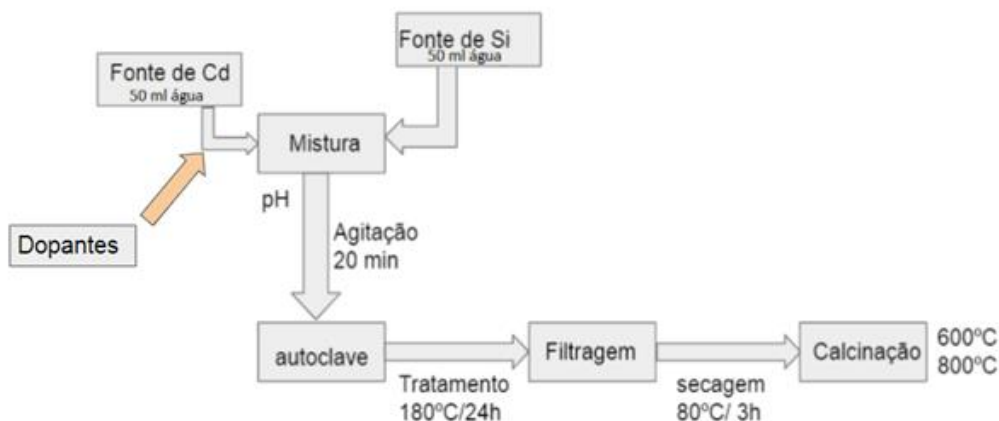 Fonte de Si
50 ml água
Fonte de Cd
50 ml água
Mistura
pH
Dopantes
Agitação
20 min
autoclave
Tratamento
180ºC/24h
Filtragem
secagem
80ºC/ 3h
Calcinação
600ºC
800ºC